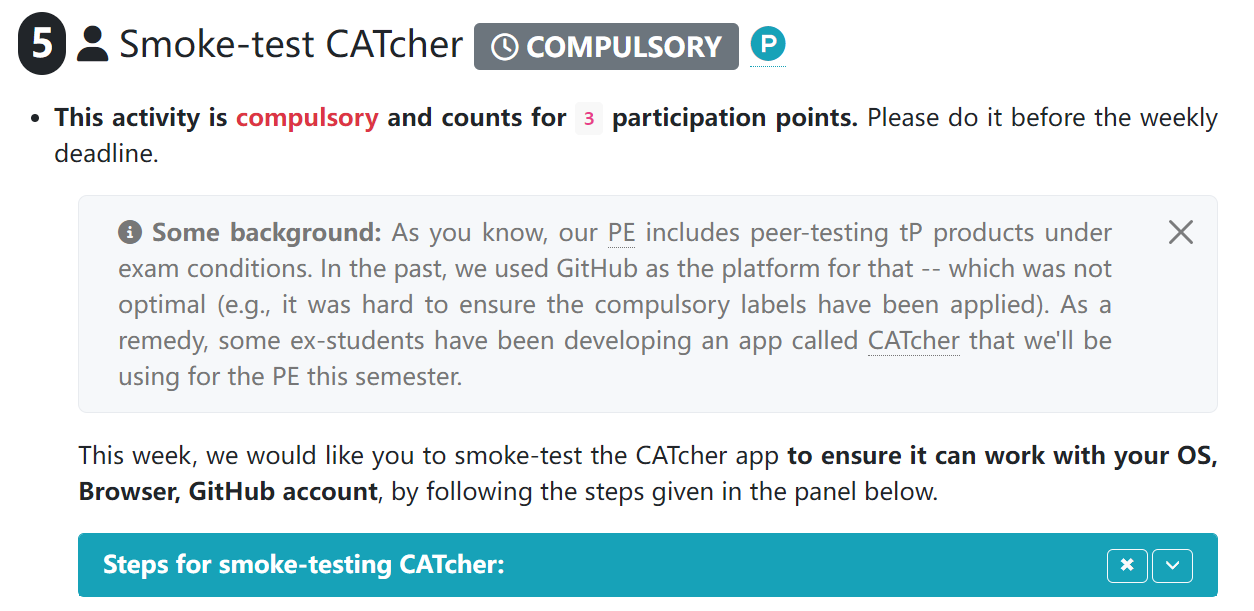 5 Smoke-test CATcher COMPULSORY P
• This activity is compulsory and counts for 3 participation points. Please do it before the weekly
deadline.
Some background: As you know, our PE includes peer-testing tP products under
exam conditions. In the past, we used GitHub as the platform for that -- which was not
optimal (e.g., it was hard to ensure the compulsory labels have been applied). As a
remedy, some ex-students have been developing an app called CATcher that we'll be
using for the PE this semester.
This week, we would like you to smoke-test the CATcher app to ensure it can work with your OS,
Browser, GitHub account, by following the steps given in the panel below.
Steps for smoke-testing CATcher: